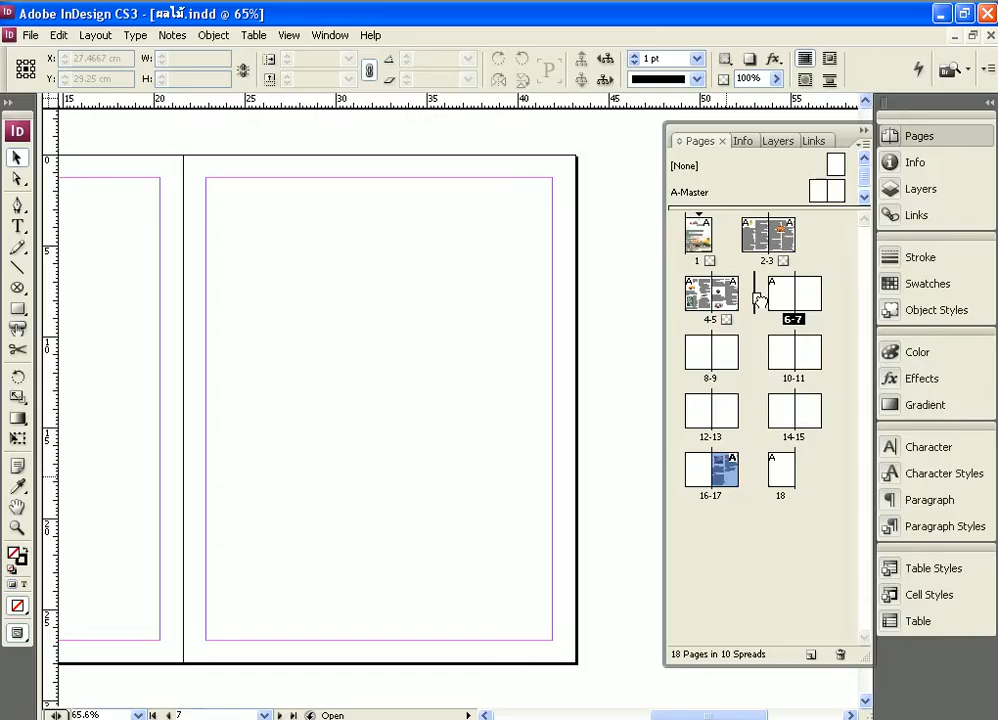 Adobe InDesign CS3 - [ผลไม้.indd @ 65%]
File Edit Layout Type Notes Object Table View Window Help
X: 27.4667 cm W: 1 pt
Y: 29.25 cm H: 100%
15 20 25 30 35 40 45 50 55
Pages Info Layers Links
[None]
A-Master
1 2-3
4-5 6-7
8-9 10-11
12-13 14-15
16-17 18
18 Pages in 10 Spreads
Pages
Info
Layers
Links
Stroke
Swatches
Object Styles
Color
Effects
Gradient
Character
Character Styles
Paragraph
Paragraph Styles
Table Styles
Cell Styles
Table
65.6% 7 Open